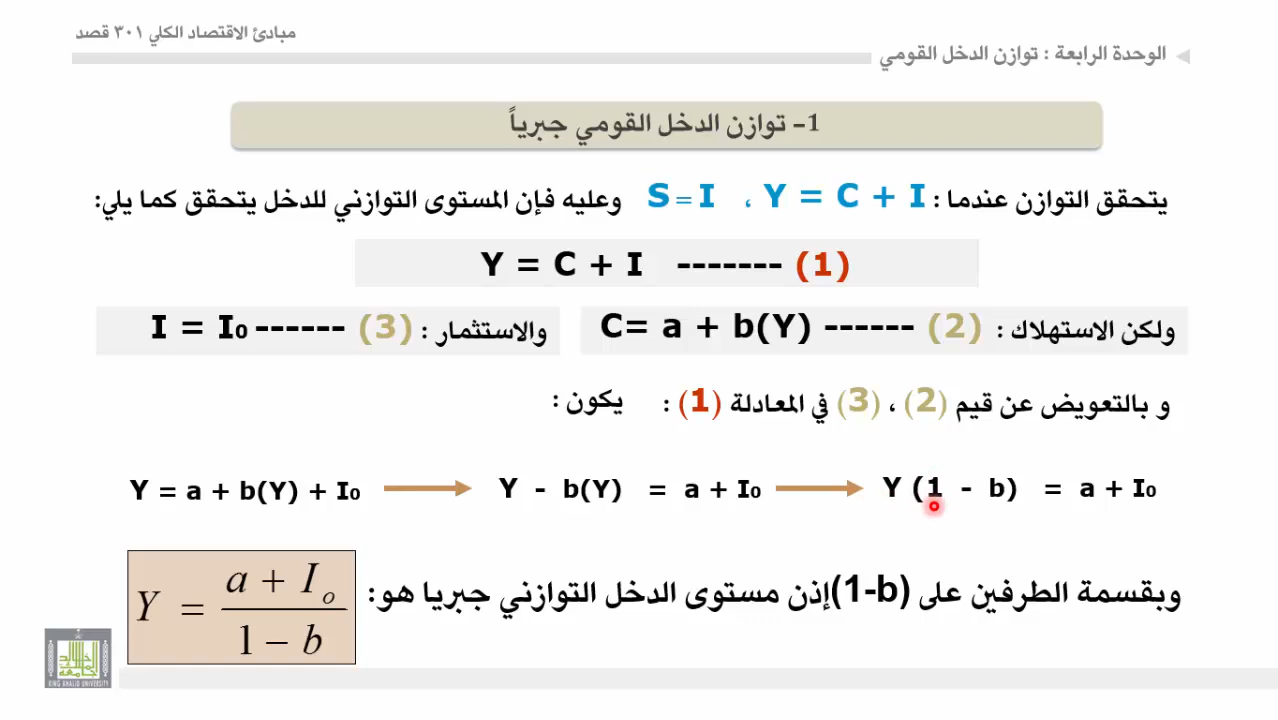 مبادئ الاقتصاد الكلي ٣٠١ قصد
الوحدة الرابعة : توازن الدخل القومي
1- توازن الدخل القومي جبرياً
يتحقق التوازن عندما : Y = C + I ، S = I وعليه فإن المستوى التوازني للدخل يتحقق كما يلي:
Y = C + I ------- (1)
ولكن الاستهلاك : C= a + b(Y) ------ (2) والاستثمار : I = I₀ ------ (3)
و بالتعويض عن قيم (2) ، (3) في المعادلة (1) : يكون :
Y = a + b(Y) + I₀ → Y - b(Y) = a + I₀ → Y (1 - b) = a + I₀
وبقسمة الطرفين على (1-b) إذن مستوى الدخل التوازني جبريا هو:
Y = (a + Iₒ) / (1 − b)
KING KHALID UNIVERSITY